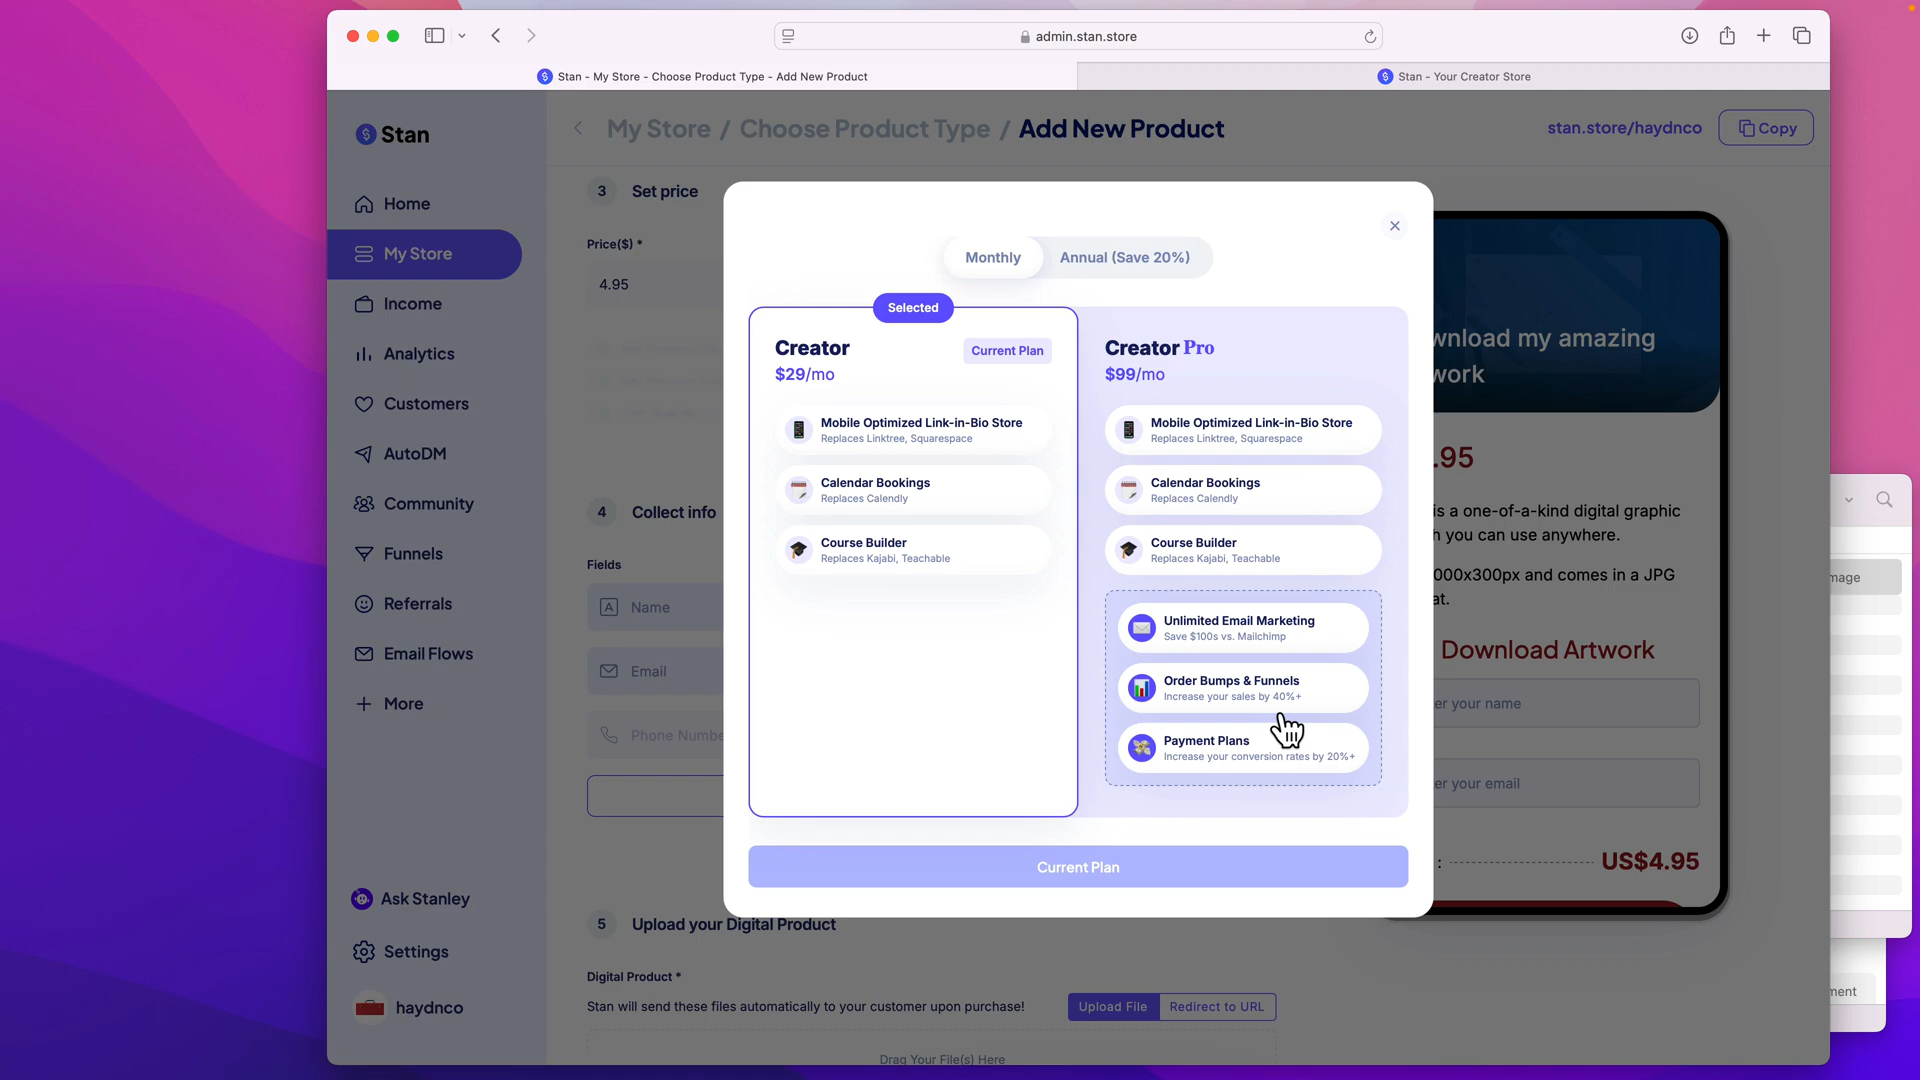 admin.stan.store
Stan - My Store - Choose Product Type - Add New Product
Stan - Your Creator Store
Stan
My Store / Choose Product Type / Add New Product
stan.store/haydnco
Copy
Home
My Store
Income
Analytics
Customers
AutoDM
Community
Funnels
Referrals
Email Flows
More
Ask Stanley
Settings
haydnco
3 Set price
Price($) *
4.95
4 Collect info
Fields
Name
Email
Phone Numbe
5 Upload your Digital Product
Digital Product *
Stan will send these files automatically to your customer upon purchase!
Upload File
Redirect to URL
Drag Your File(s) Here
Monthly
Annual (Save 20%)
Selected
Creator
Current Plan
$29/mo
Mobile Optimized Link-in-Bio Store
Replaces Linktree, Squarespace
Calendar Bookings
Replaces Calendly
Course Builder
Replaces Kajabi, Teachable
Creator Pro
$99/mo
Mobile Optimized Link-in-Bio Store
Replaces Linktree, Squarespace
Calendar Bookings
Replaces Calendly
Course Builder
Replaces Kajabi, Teachable
Unlimited Email Marketing
Save $100s vs. Mailchimp
Order Bumps & Funnels
Increase your sales by 40%+
Payment Plans
Increase your conversion rates by 20%+
Current Plan
wnload my amazing
work
.95
is a one-of-a-kind digital graphic
h you can use anywhere.
000x300px and comes in a JPG
at.
Download Artwork
er your name
er your email
: US$4.95
mage
ment